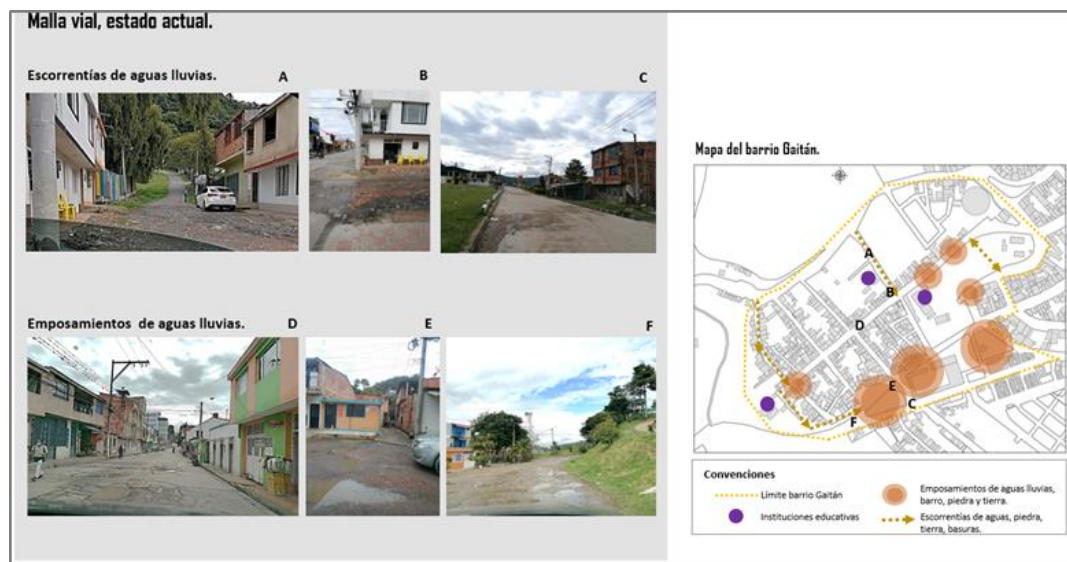 Malla vial, estado actual.
Escorrentías de aguas lluvias. A B C
Emposamientos de aguas lluvias. D E F
Mapa del barrio Gaitán.
A
B
D
E
C
F
Convenciones
Límite barrio Gaitán
Instituciones educativas
Emposamientos de aguas lluvias,
barro, piedra y tierra.
Escorrentías de aguas, piedra,
tierra, basuras.